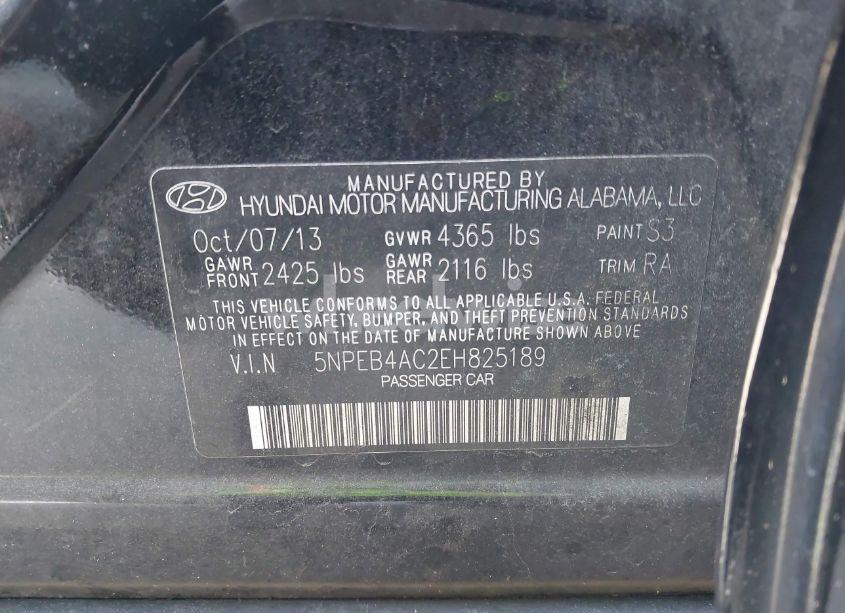 MANUFACTURED BY
HYUNDAI MOTOR MANUFACTURING ALABAMA, LLC
Oct/07/13 GVWR 4365 lbs PAINT S3
GAWR FRONT 2425 lbs GAWR REAR 2116 lbs TRIM RA
THIS VEHICLE CONFORMS TO ALL APPLICABLE U.S.A. FEDERAL
MOTOR VEHICLE SAFETY, BUMPER, AND THEFT PREVENTION STANDARDS
IN EFFECT ON THE DATE OF MANUFACTURE SHOWN ABOVE
V.I.N 5NPEB4AC2EH825189
PASSENGER CAR